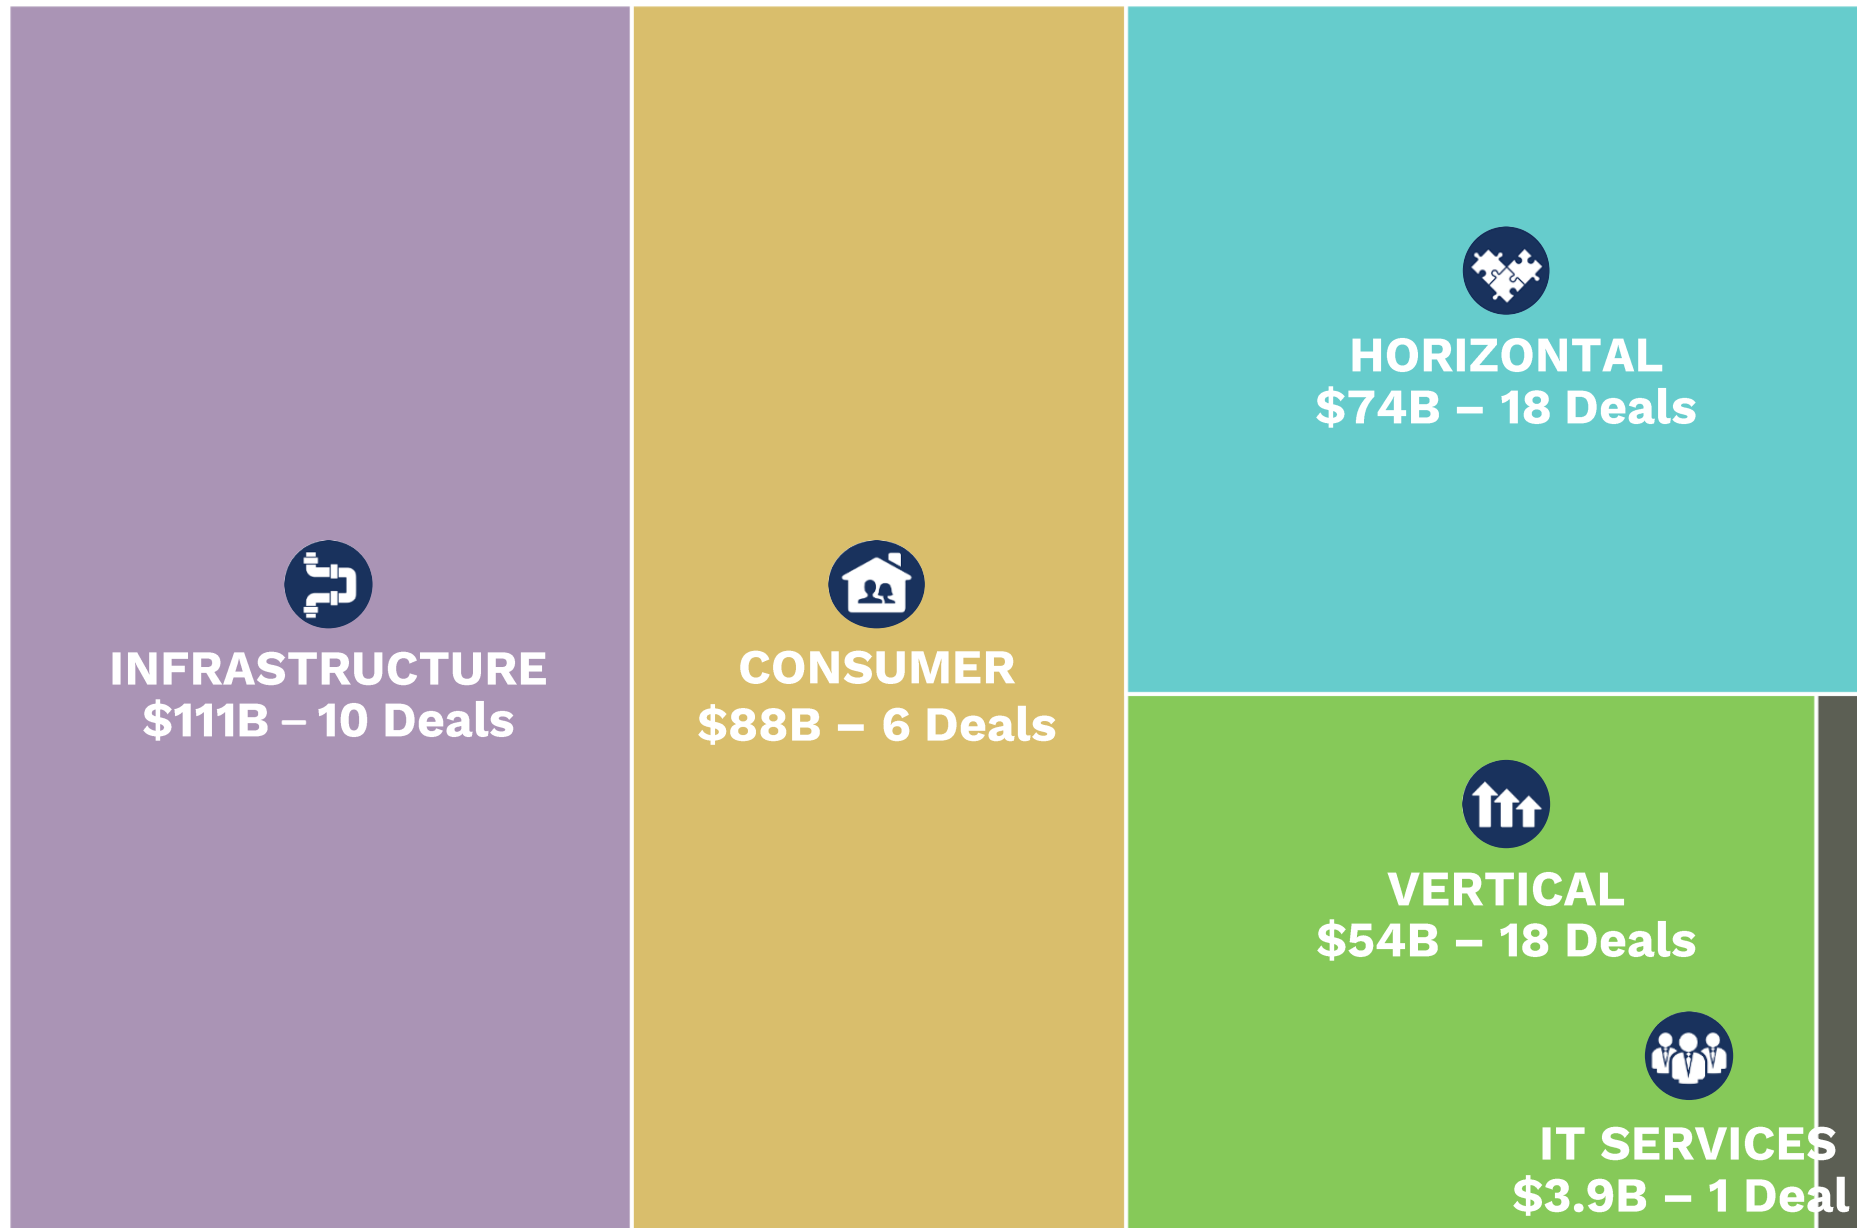 INFRASTRUCTURE
$111B – 10 Deals
CONSUMER
$88B – 6 Deals
HORIZONTAL
$74B – 18 Deals
VERTICAL
$54B – 18 Deals
IT SERVICES
$3.9B – 1 Deal